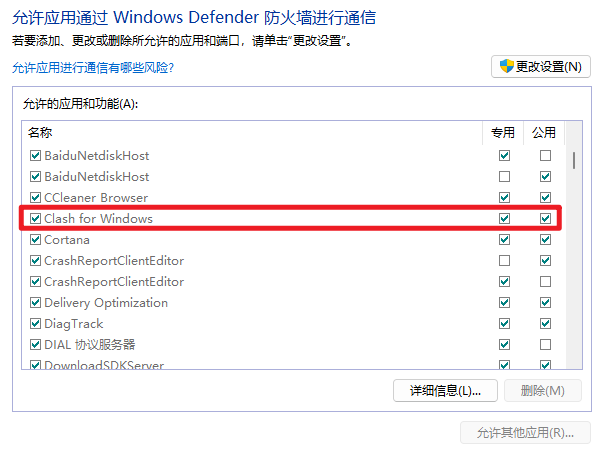 允许应用通过 Windows Defender 防火墙进行通信
若要添加、更改或删除所允许的应用和端口，请单击“更改设置”。
允许应用进行通信有哪些风险?
更改设置(N)
允许的应用和功能(A):
名称 专用 公用
BaiduNetdiskHost
BaiduNetdiskHost
CCleaner Browser
Clash for Windows
Cortana
CrashReportClientEditor
CrashReportClientEditor
Delivery Optimization
DiagTrack
DIAL 协议服务器
DownloadSDKServer
详细信息(L)... 删除(M)
允许其他应用(R)...